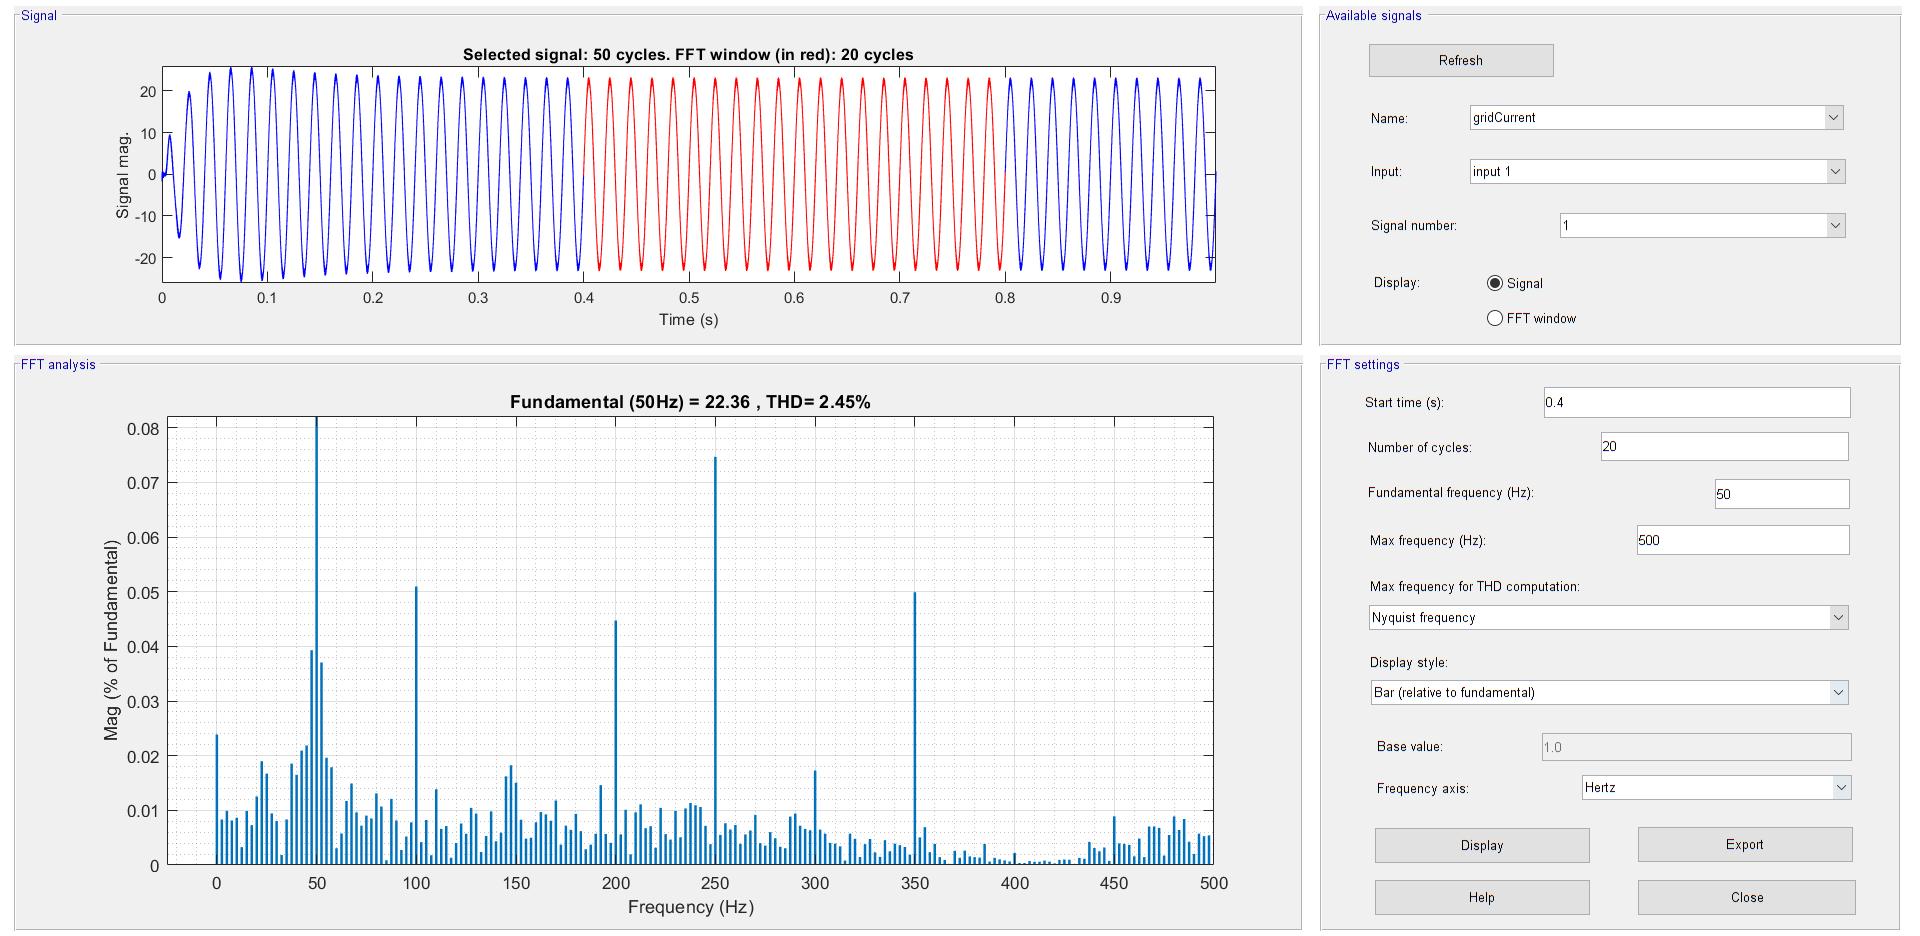 Signal
Selected signal: 50 cycles. FFT window (in red): 20 cycles
20
10
0
-10
-20
Signal mag.
0 0.1 0.2 0.3 0.4 0.5 0.6 0.7 0.8 0.9
Time (s)
Available signals
Refresh
Name: gridCurrent
Input: input 1
Signal number: 1
Display: Signal
FFT window
FFT analysis
Fundamental (50Hz) = 22.36 , THD= 2.45%
0.08
0.07
0.06
0.05
0.04
0.03
0.02
0.01
0
Mag (% of Fundamental)
0 50 100 150 200 250 300 350 400 450 500
Frequency (Hz)
FFT settings
Start time (s): 0.4
Number of cycles: 20
Fundamental frequency (Hz): 50
Max frequency (Hz): 500
Max frequency for THD computation:
Nyquist frequency
Display style:
Bar (relative to fundamental)
Base value: 1.0
Frequency axis: Hertz
Display Export
Help Close